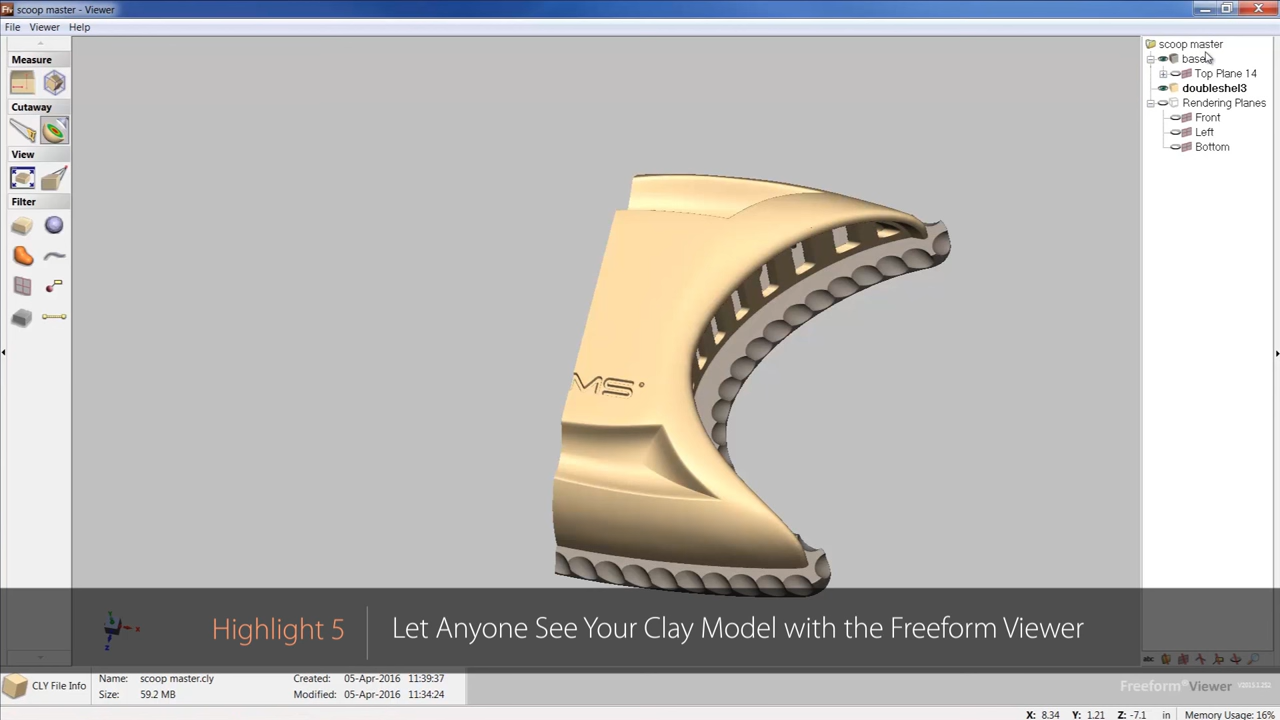 scoop master - Viewer
File Viewer Help
Measure
Cutaway
View
Filter
scoop master
base
Top Plane 14
doubleshel3
Rendering Planes
Front
Left
Bottom
MS
Highlight 5 Let Anyone See Your Clay Model with the Freeform Viewer
CLY File Info
Name: scoop master.cly Created: 05-Apr-2016 11:39:37
Size: 59.2 MB Modified: 05-Apr-2016 11:34:24
Freeform® Viewer
X: 8.34 Y: 1.21 Z: -7.1 in Memory Usage: 16%